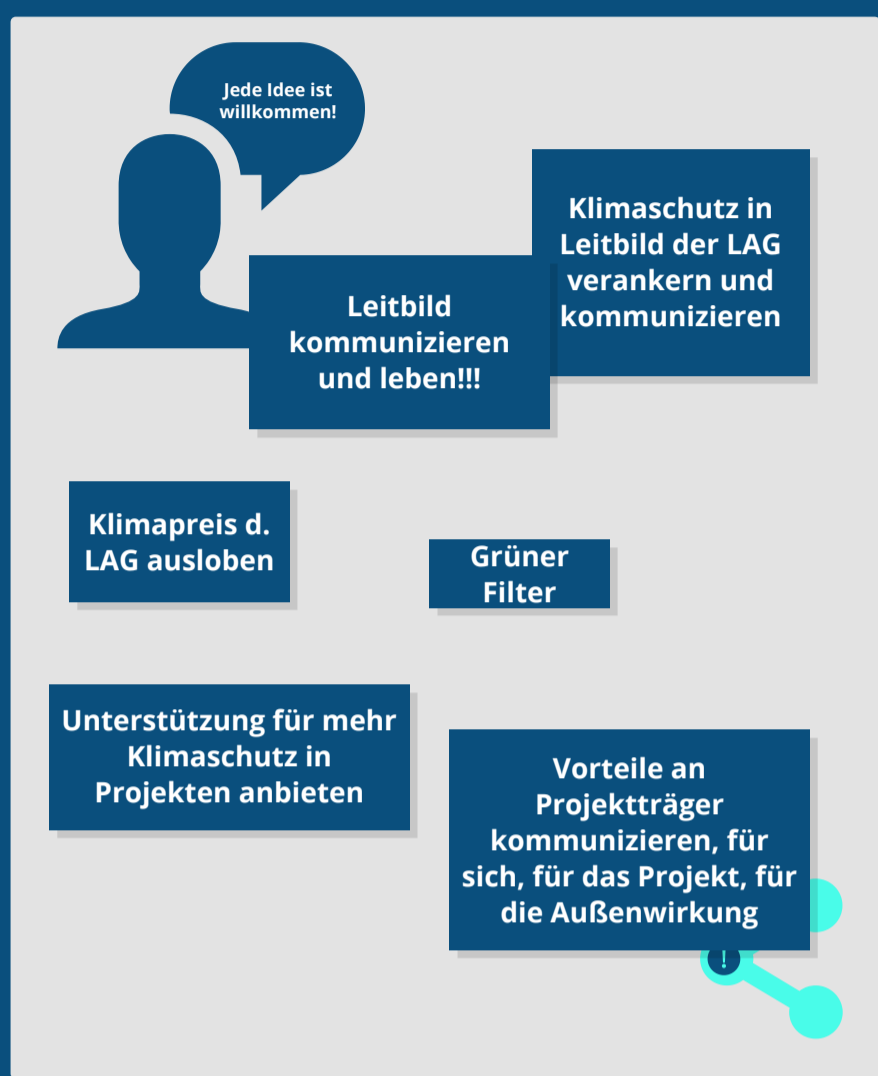 Jede Idee ist
willkommen!
Klimaschutz in
Leitbild der LAG
verankern und
kommunizieren
Leitbild
kommunizieren
und leben!!!
Klimapreis d.
LAG ausloben
Grüner
Filter
Unterstützung für mehr
Klimaschutz in
Projekten anbieten
Vorteile an
Projektträger
kommunizieren, für
sich, für das Projekt, für
die Außenwirkung
!